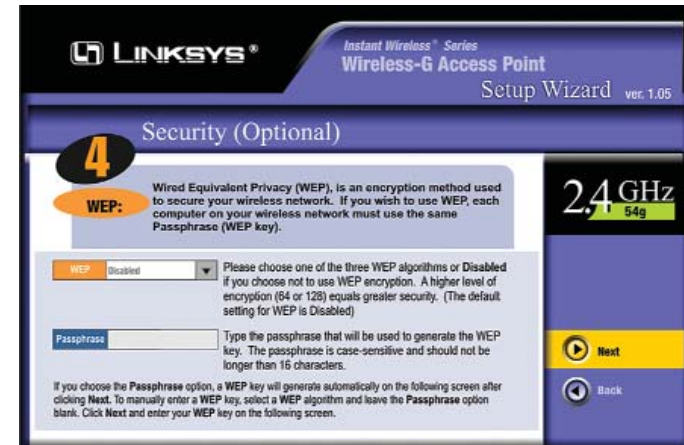 LINKSYS®
Instant Wireless® Series
Wireless-G Access Point
Setup Wizard ver. 1.05
Security (Optional)
4
WEP:
Wired Equivalent Privacy (WEP), is an encryption method used
to secure your wireless network. If you wish to use WEP, each
computer on your wireless network must use the same
Passphrase (WEP key).
2.4 GHz
54g
WEP Disabled
Please choose one of the three WEP algorithms or Disabled
if you choose not to use WEP encryption. A higher level of
encryption (64 or 128) equals greater security. (The default
setting for WEP is Disabled)
Passphrase
Type the passphrase that will be used to generate the WEP
key. The passphrase is case-sensitive and should not be
longer than 16 characters.
If you choose the Passphrase option, a WEP key will generate automatically on the following screen after
clicking Next. To manually enter a WEP key, select a WEP algorithm and leave the Passphrase option
blank. Click Next and enter your WEP key on the following screen.
Next
Back